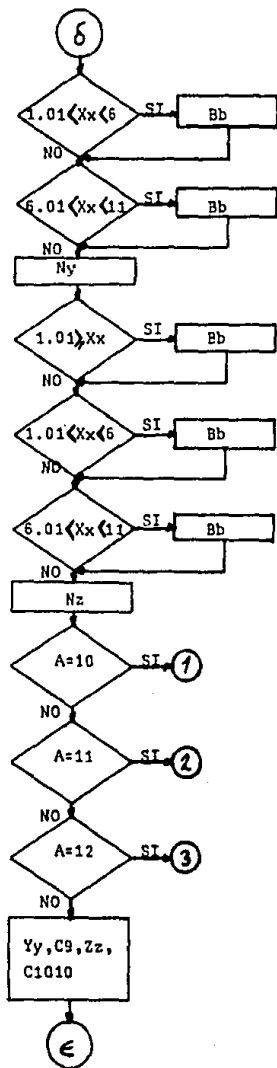 δ
1.01<Xx<6 SI Bb
NO
6.01<Xx<11 SI Bb
NO
Ny
1.01⩾Xx SI Bb
NO
1.01<Xx<6 SI Bb
NO
6.01<Xx<11 SI Bb
NO
Nz
A=10 SI 1
NO
A=11 SI 2
NO
A=12 SI 3
NO
Yy,C9,Zz,
C1010
ϵ